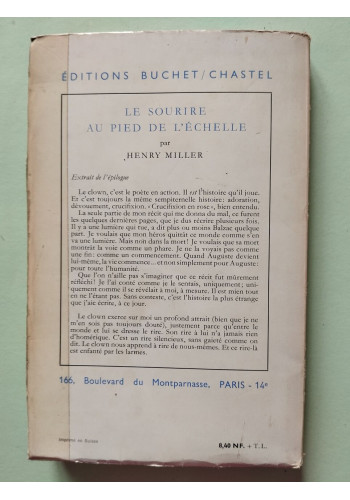 ÉDITIONS BUCHET/CHASTEL
LE SOURIRE
AU PIED DE L'ÉCHELLE
par
HENRY MILLER
Extrait de l'épilogue
Le clown, c'est le poète en action. Il est l'histoire qu'il joue.
Et c'est toujours la même sempiternelle histoire : adoration,
dévouement, crucifixion. « Crucifixion en rose », bien entendu.
La seule partie de mon récit qui me donna du mal, ce furent
les quelques dernières pages, que je dus récrire plusieurs fois.
Il y a une lumière qui tue, a dit plus ou moins Balzac quelque
part. Je voulais que mon héros quittât ce monde comme s'en
va une lumière. Mais non dans la mort! Je voulais que sa mort
montrât la voie comme un phare. Je ne la voyais pas comme
une fin: comme un commencement. Quand Auguste devient
lui-même, la vie commence... et non simplement pour Auguste:
pour toute l'humanité.
Que l'on n'aille pas s'imaginer que ce récit fut mûrement
réfléchi! Je l'ai conté comme je le sentais, uniquement; uni-
quement comme il se révélait à moi, à mesure. Il est mien tout
en ne l'étant pas. Sans conteste, c'est l'histoire la plus étrange
que j'aie écrite, à ce jour.
Le clown exerce sur moi un profond attrait (bien que je ne
m'en sois pas toujours douté), justement parce qu'entre le
monde et lui se dresse le rire. Son rire à lui n'a jamais rien
d'homérique. C'est un rire silencieux, sans gaieté comme on
dit. Le clown nous apprend à rire de nous-mêmes. Et ce rire-là
est enfanté par les larmes.
166, Boulevard du Montparnasse, PARIS - 14e
Imprimé en Suisse
8,40 NF. + T. L.